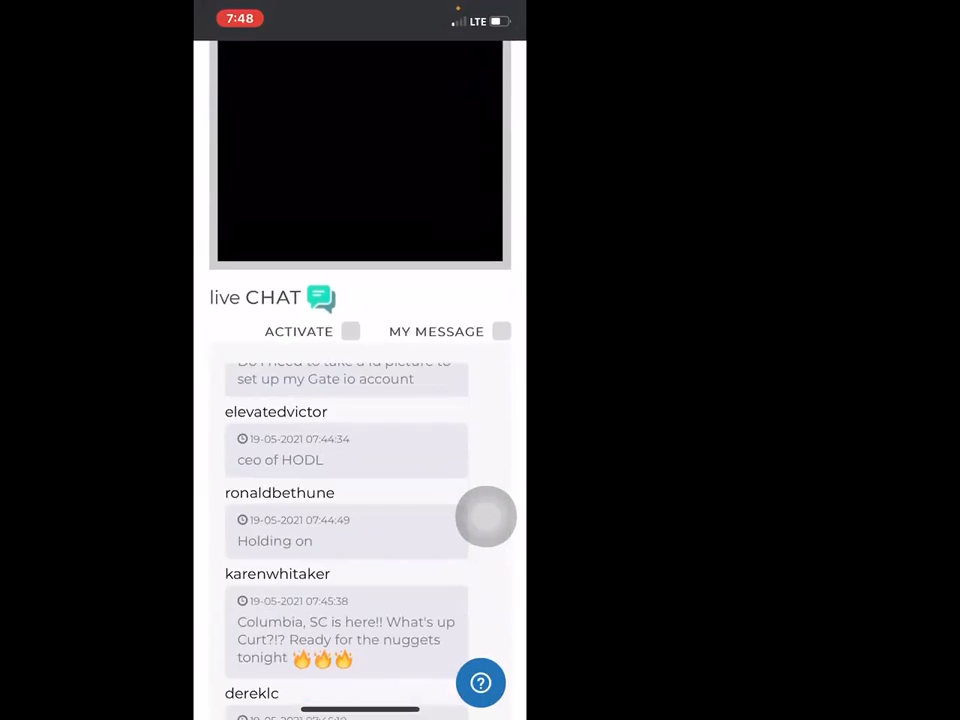 7:48
LTE
live CHAT
ACTIVATE
MY MESSAGE
Do I need to take a id picture to
set up my Gate io account
elevatedvictor
19-05-2021 07:44:34
ceo of HODL
ronaldbethune
19-05-2021 07:44:49
Holding on
karenwhitaker
19-05-2021 07:45:38
Columbia, SC is here!! What's up
Curt?!? Ready for the nuggets
tonight 🔥🔥🔥
dereklc
?